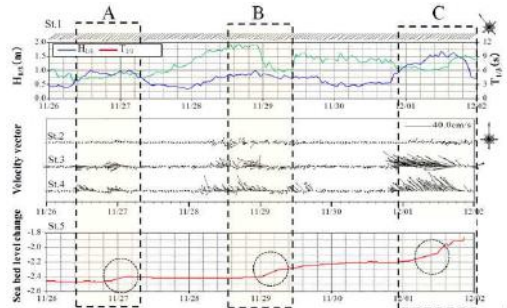 A B C
St.1
H1/3 T1/3
H1/3(m) 2.0 1.5 1.0 0.5 0.0
T1/3(s) 12 9 6 3 0
11/26 11/27 11/28 11/29 11/30 12/01 12/02
Velocity vector
40.0cm/s
St.2
St.3
St.4
11/26 11/27 11/28 11/29 11/30 12/01 12/02
Sea bed level change
St.5
-1.8
-2.0
-2.2
-2.4
-2.6
11/26 11/27 11/28 11/29 11/30 12/01 12/02